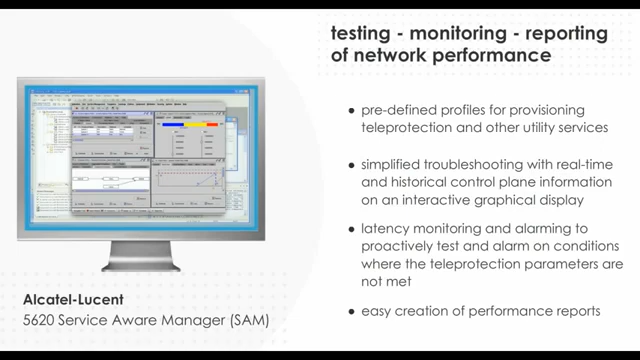 testing - monitoring - reporting
of network performance
● pre-defined profiles for provisioning
teleprotection and other utility services
● simplified troubleshooting with real-time
and historical control plane information
on an interactive graphical display
● latency monitoring and alarming to
proactively test and alarm on conditions
where the teleprotection parameters are
not met
● easy creation of performance reports
Alcatel-Lucent
5620 Service Aware Manager (SAM)